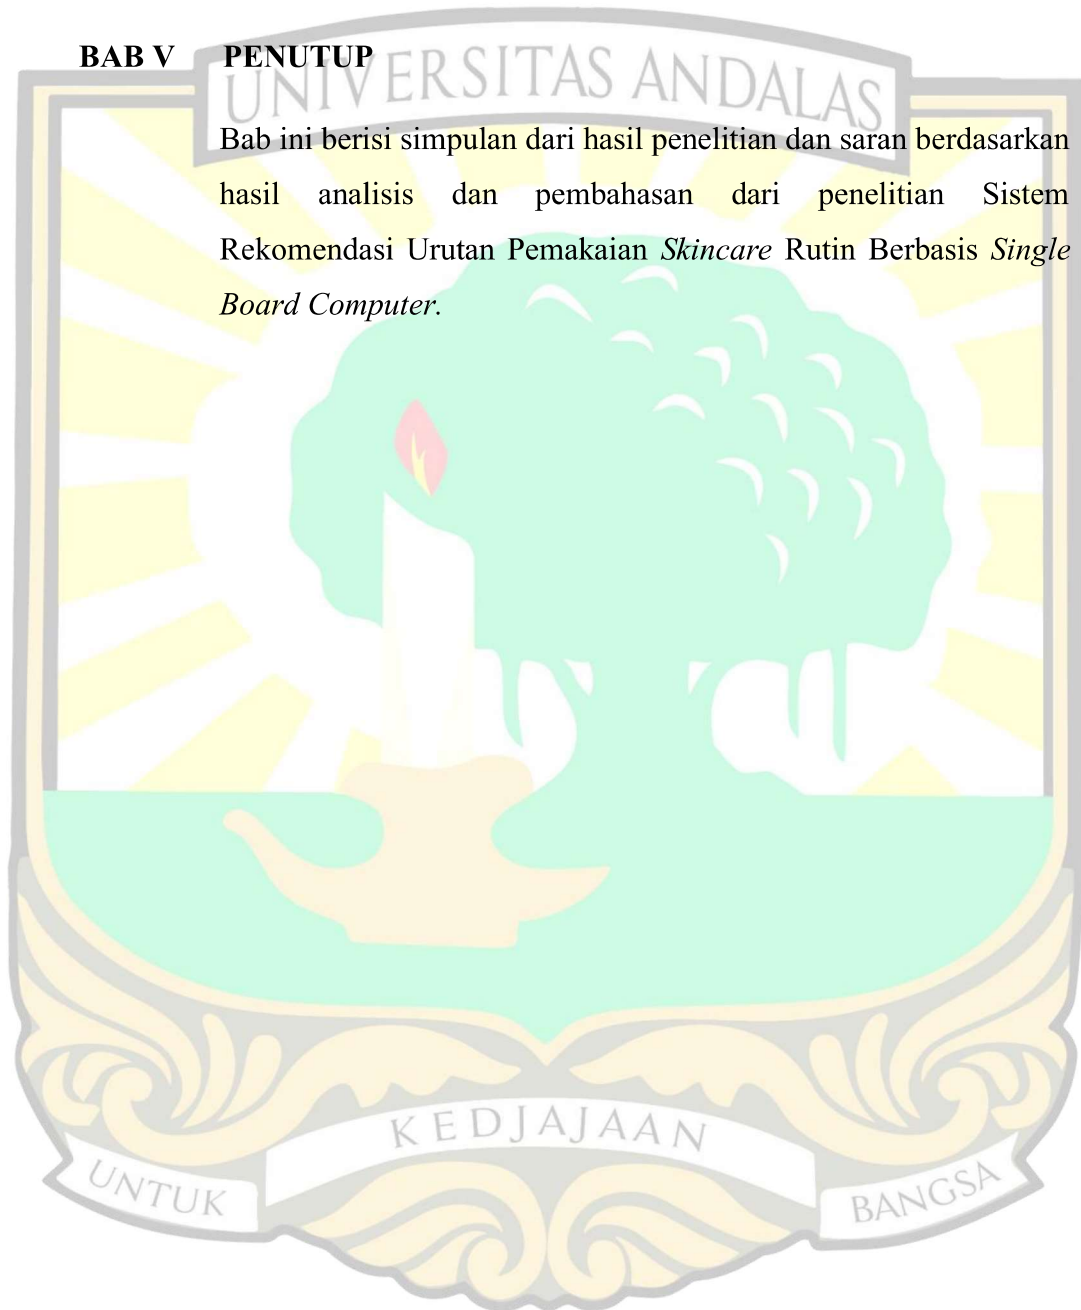 BAB V PENUTUP
UNIVERSITAS ANDALAS
Bab ini berisi simpulan dari hasil penelitian dan saran berdasarkan
hasil analisis dan pembahasan dari penelitian Sistem
Rekomendasi Urutan Pemakaian Skincare Rutin Berbasis Single
Board Computer.
KEDJAJAAN
UNTUK
BANGSA